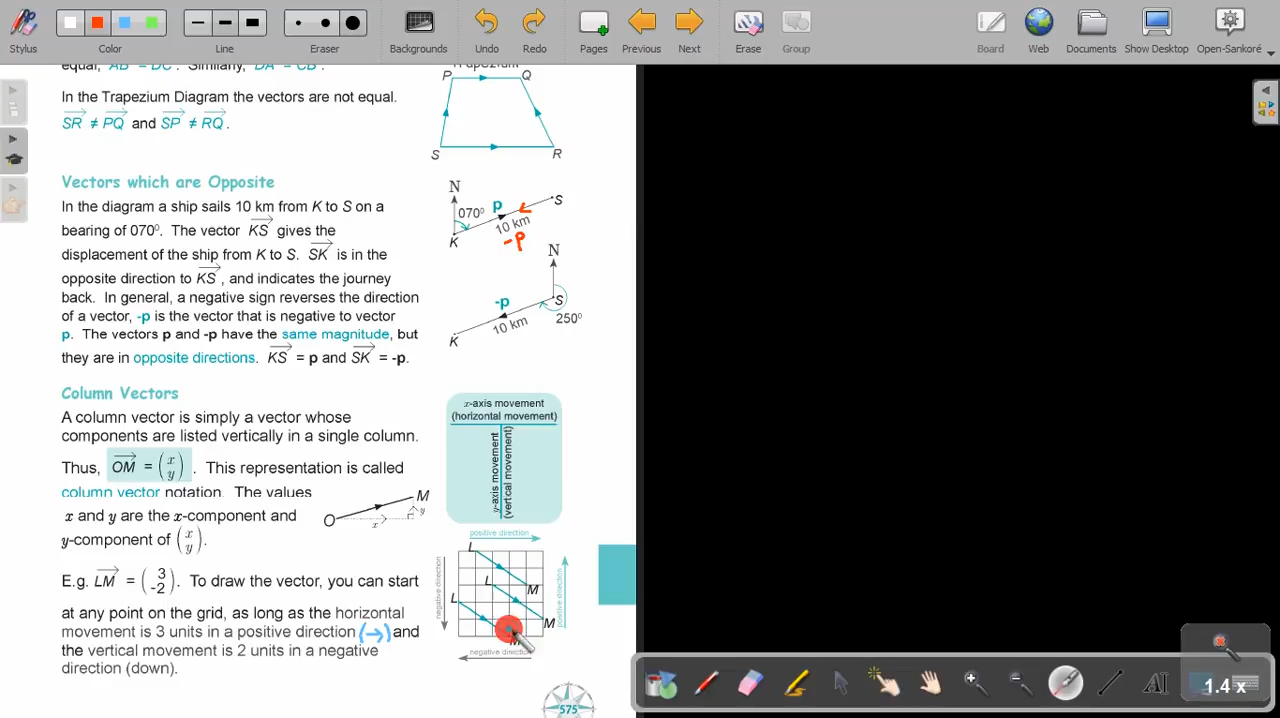 Stylus
Color
Line
Eraser
Backgrounds
Undo
Redo
Pages
Previous
Next
Erase
Group
Board
Web
Documents
Show Desktop
Open-Sankoré
equal, AB = DC . Similarly, DA = CB .
Trapezium
In the Trapezium Diagram the vectors are not equal.
SR ≠ PQ and SP ≠ RQ .
P
Q
S
R
Vectors which are Opposite
In the diagram a ship sails 10 km from K to S on a
bearing of 070⁰. The vector KS gives the
displacement of the ship from K to S. SK is in the
opposite direction to KS , and indicates the journey
back. In general, a negative sign reverses the direction
of a vector, -p is the vector that is negative to vector
p. The vectors p and -p have the same magnitude, but
they are in opposite directions. KS = p and SK = -p.
N
070⁰
p
S
10 km
K
-p
N
-p
S
10 km
250⁰
K
Column Vectors
A column vector is simply a vector whose
components are listed vertically in a single column.
Thus, OM = (x y) . This representation is called
column vector notation. The values
x and y are the x-component and
y-component of (x y).
O
x
y
M
x-axis movement
(horizontal movement)
y-axis movement
(vertcal movement)
E.g. LM = (3 -2). To draw the vector, you can start
at any point on the grid, as long as the horizontal
movement is 3 units in a positive direction (→) and
the vertical movement is 2 units in a negative
direction (down).
positive direction
negative direction
L
M
L
M
L
M
positive direction
negative direction
575
1.4 x